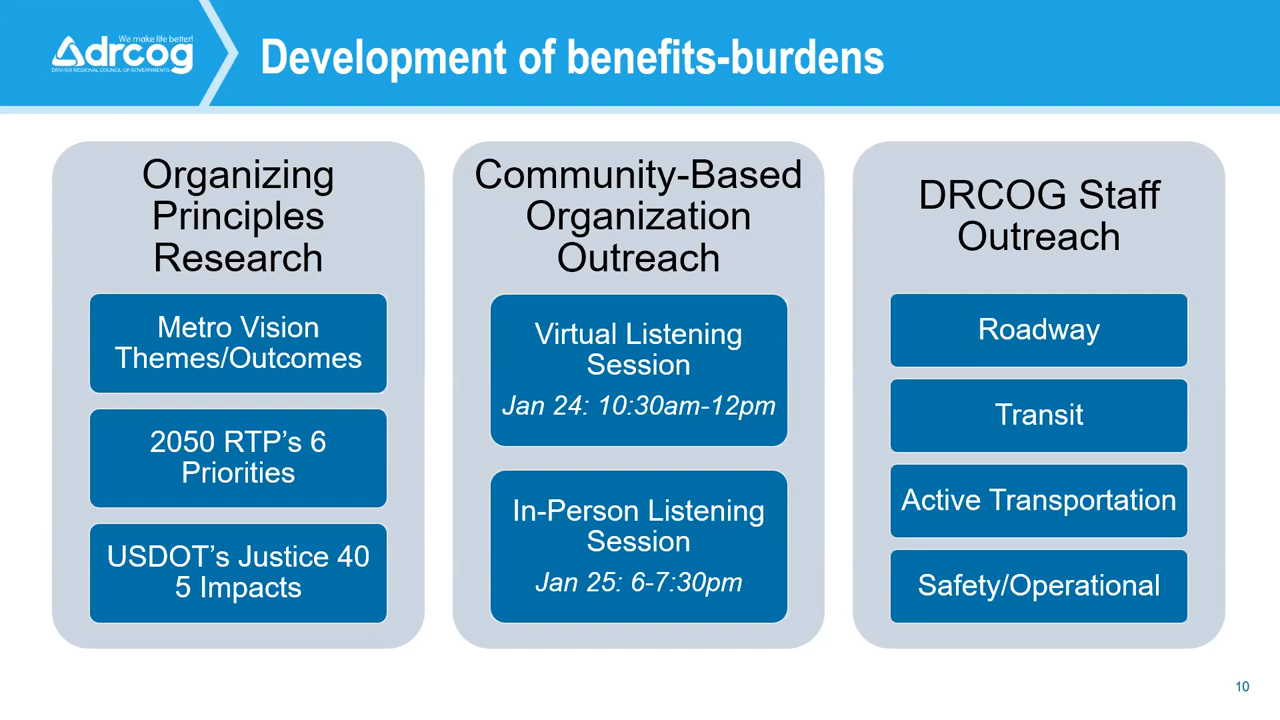 We make life better!
drcog
DENVER REGIONAL COUNCIL OF GOVERNMENTS
Development of benefits-burdens
Organizing
Principles
Research
Metro Vision
Themes/Outcomes
2050 RTP’s 6
Priorities
USDOT’s Justice 40
5 Impacts
Community-Based
Organization
Outreach
Virtual Listening
Session
Jan 24: 10:30am-12pm
In-Person Listening
Session
Jan 25: 6-7:30pm
DRCOG Staff
Outreach
Roadway
Transit
Active Transportation
Safety/Operational
10